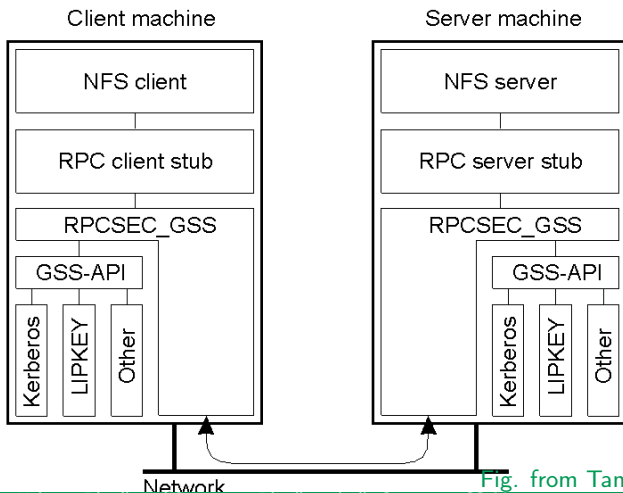 Client machine
Server machine
NFS client
NFS server
RPC client stub
RPC server stub
RPCSEC_GSS
RPCSEC_GSS
GSS-API
GSS-API
Kerberos
LIPKEY
Other
Kerberos
LIPKEY
Other
Network
Fig. from Tan